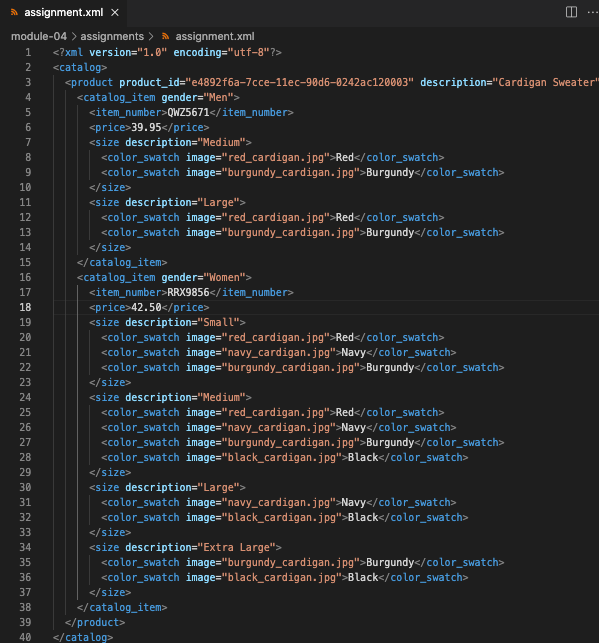 assignment.xml
module-04 > assignments > assignment.xml
1 <?xml version="1.0" encoding="utf-8"?>
2 <catalog>
3 <product product_id="e4892f6a-7cce-11ec-90d6-0242ac120003" description="Cardigan Sweater"
4 <catalog_item gender="Men">
5 <item_number>QWZ5671</item_number>
6 <price>39.95</price>
7 <size description="Medium">
8 <color_swatch image="red_cardigan.jpg">Red</color_swatch>
9 <color_swatch image="burgundy_cardigan.jpg">Burgundy</color_swatch>
10 </size>
11 <size description="Large">
12 <color_swatch image="red_cardigan.jpg">Red</color_swatch>
13 <color_swatch image="burgundy_cardigan.jpg">Burgundy</color_swatch>
14 </size>
15 </catalog_item>
16 <catalog_item gender="Women">
17 <item_number>RRX9856</item_number>
18 <price>42.50</price>
19 <size description="Small">
20 <color_swatch image="red_cardigan.jpg">Red</color_swatch>
21 <color_swatch image="navy_cardigan.jpg">Navy</color_swatch>
22 <color_swatch image="burgundy_cardigan.jpg">Burgundy</color_swatch>
23 </size>
24 <size description="Medium">
25 <color_swatch image="red_cardigan.jpg">Red</color_swatch>
26 <color_swatch image="navy_cardigan.jpg">Navy</color_swatch>
27 <color_swatch image="burgundy_cardigan.jpg">Burgundy</color_swatch>
28 <color_swatch image="black_cardigan.jpg">Black</color_swatch>
29 </size>
30 <size description="Large">
31 <color_swatch image="navy_cardigan.jpg">Navy</color_swatch>
32 <color_swatch image="black_cardigan.jpg">Black</color_swatch>
33 </size>
34 <size description="Extra Large">
35 <color_swatch image="burgundy_cardigan.jpg">Burgundy</color_swatch>
36 <color_swatch image="black_cardigan.jpg">Black</color_swatch>
37 </size>
38 </catalog_item>
39 </product>
40 </catalog>